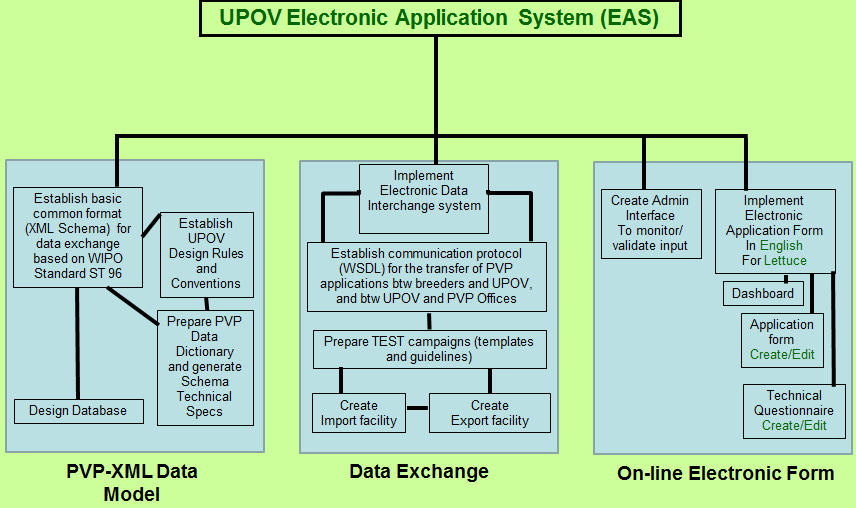 UPOV Electronic Application System (EAS)
Establish basic
common format
(XML Schema) for
data exchange
based on WIPO
Standard ST 96
Establish
UPOV
Design Rules
and
Conventions
Prepare PVP
Data
Dictionary
and generate
Schema
Technical
Specs
Design Database
PVP-XML Data
Model
Implement
Electronic Data
Interchange system
Establish communication protocol
(WSDL) for the transfer of PVP
applications btw breeders and UPOV,
and btw UPOV and PVP Offices
Prepare TEST campaigns (templates
and guidelines)
Create
Import facility
Create
Export facility
Data Exchange
Create Admin
Interface
To monitor/
validate input
Implement
Electronic
Application Form
In English
For Lettuce
Dashboard
Application
form
Create/Edit
Technical
Questionnaire
Create/Edit
On-line Electronic Form